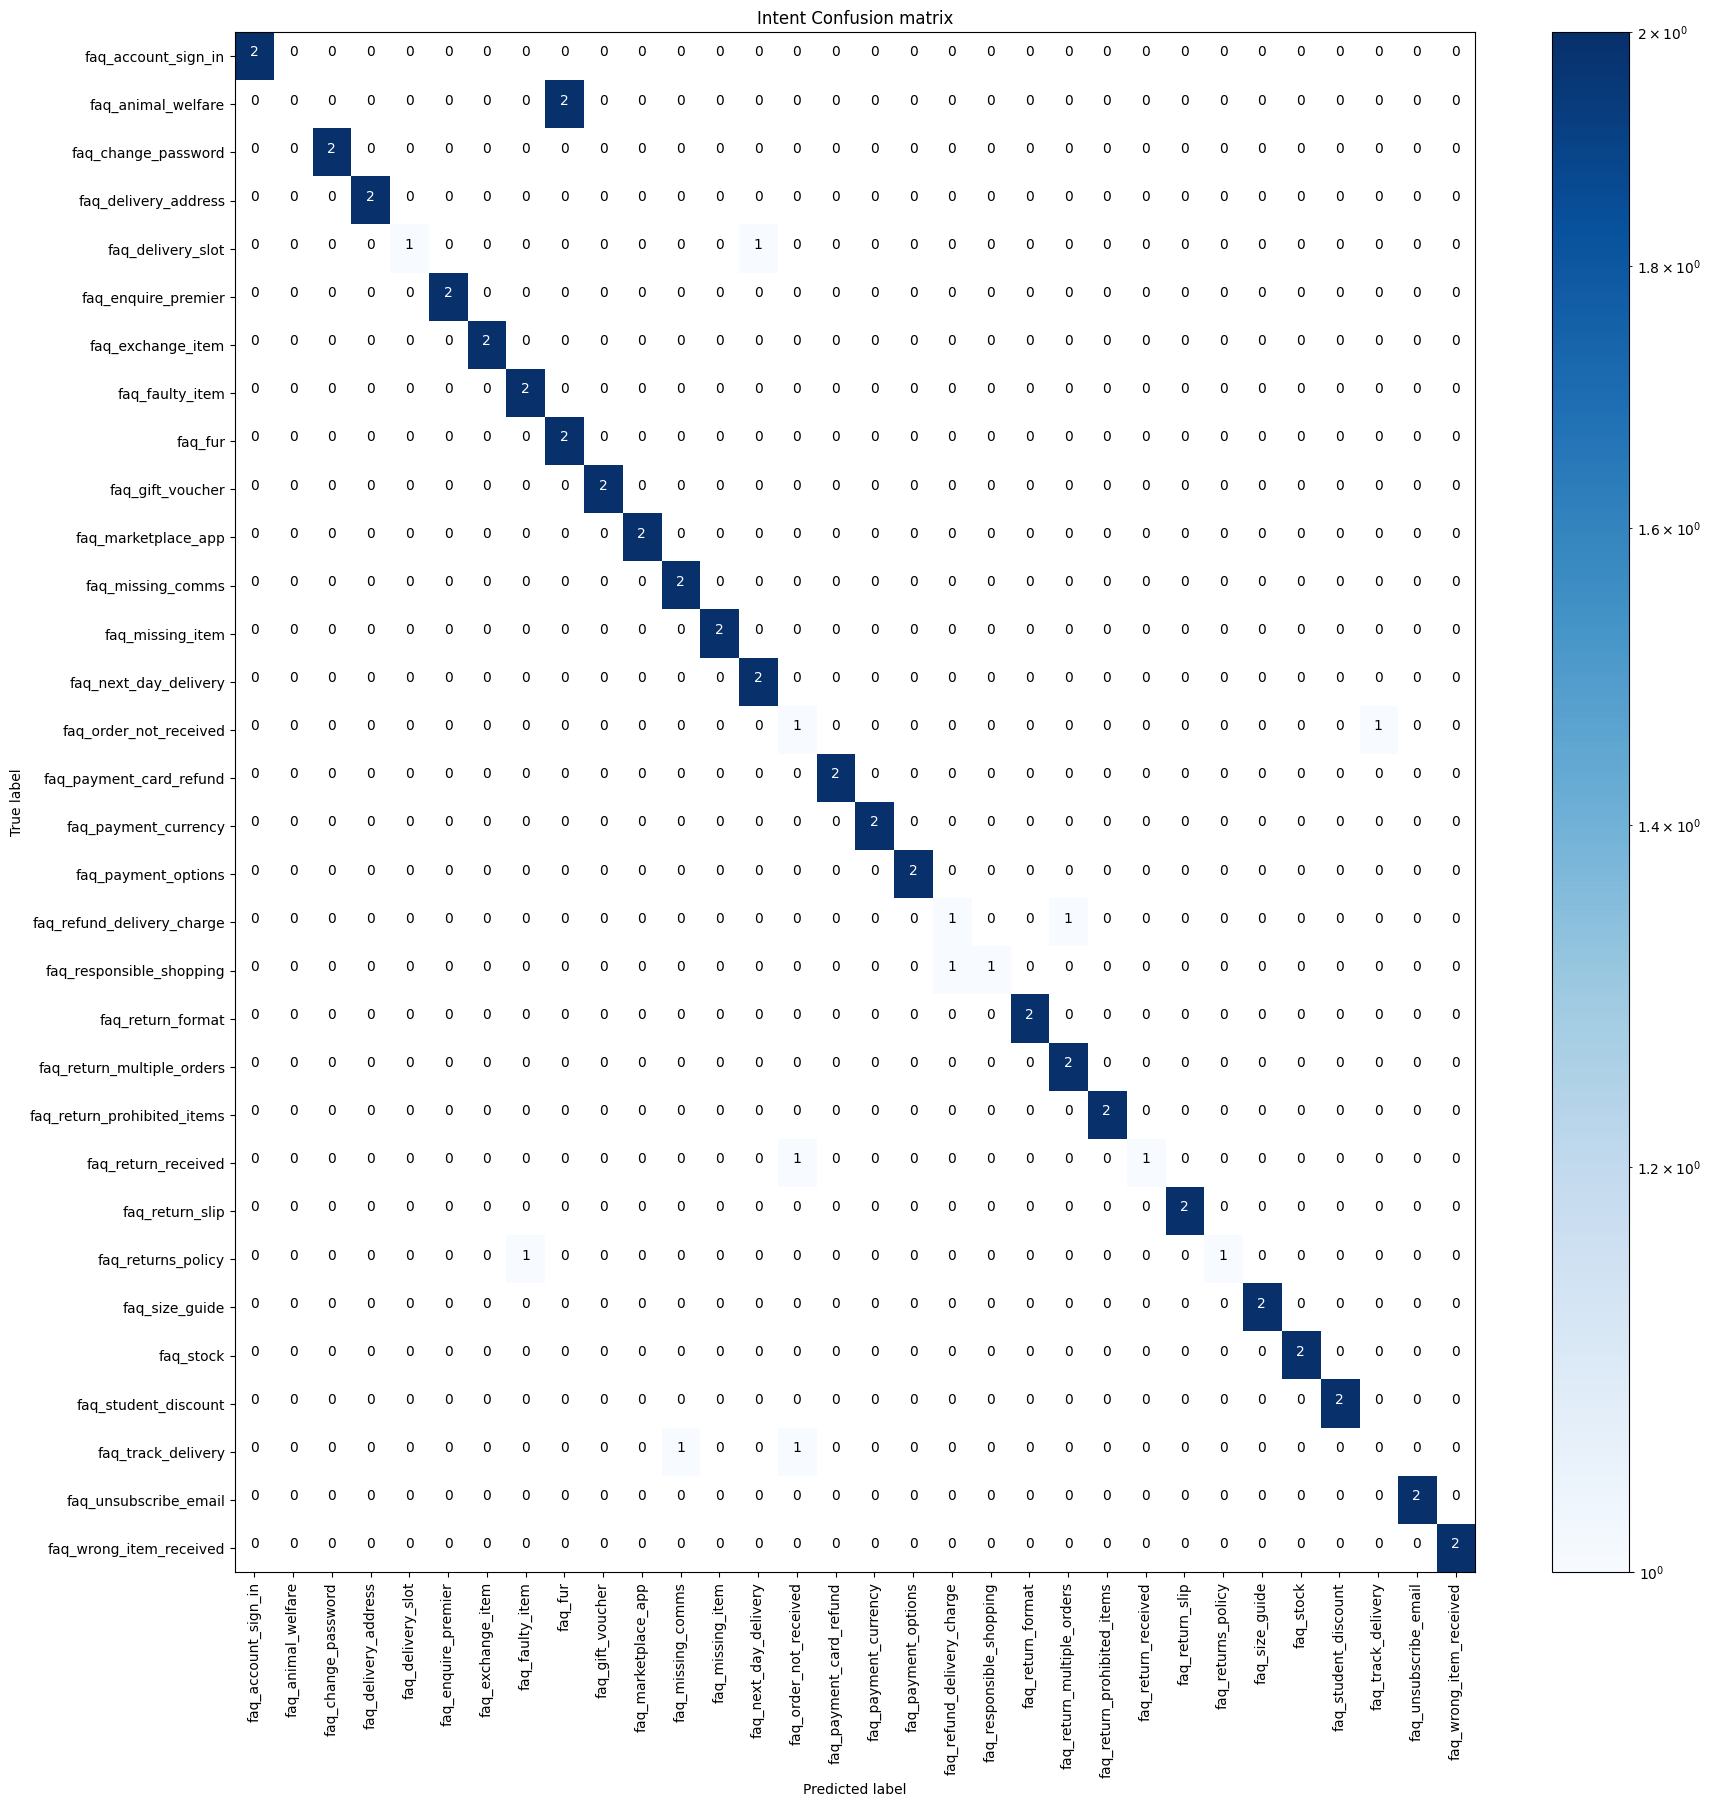 Intent Confusion matrix
faq_account_sign_in 2 0 0 0 0 0 0 0 0 0 0 0 0 0 0 0 0 0 0 0 0 0 0 0 0 0 0 0 0 0 0 0
faq_animal_welfare 0 0 0 0 0 0 0 0 2 0 0 0 0 0 0 0 0 0 0 0 0 0 0 0 0 0 0 0 0 0 0 0
faq_change_password 0 0 2 0 0 0 0 0 0 0 0 0 0 0 0 0 0 0 0 0 0 0 0 0 0 0 0 0 0 0 0 0
faq_delivery_address 0 0 0 2 0 0 0 0 0 0 0 0 0 0 0 0 0 0 0 0 0 0 0 0 0 0 0 0 0 0 0 0
faq_delivery_slot 0 0 0 0 1 0 0 0 0 0 0 0 0 1 0 0 0 0 0 0 0 0 0 0 0 0 0 0 0 0 0 0
faq_enquire_premier 0 0 0 0 0 2 0 0 0 0 0 0 0 0 0 0 0 0 0 0 0 0 0 0 0 0 0 0 0 0 0 0
faq_exchange_item 0 0 0 0 0 0 2 0 0 0 0 0 0 0 0 0 0 0 0 0 0 0 0 0 0 0 0 0 0 0 0 0
faq_faulty_item 0 0 0 0 0 0 0 2 0 0 0 0 0 0 0 0 0 0 0 0 0 0 0 0 0 0 0 0 0 0 0 0
faq_fur 0 0 0 0 0 0 0 0 2 0 0 0 0 0 0 0 0 0 0 0 0 0 0 0 0 0 0 0 0 0 0 0
faq_gift_voucher 0 0 0 0 0 0 0 0 0 2 0 0 0 0 0 0 0 0 0 0 0 0 0 0 0 0 0 0 0 0 0 0
faq_marketplace_app 0 0 0 0 0 0 0 0 0 0 2 0 0 0 0 0 0 0 0 0 0 0 0 0 0 0 0 0 0 0 0 0
faq_missing_comms 0 0 0 0 0 0 0 0 0 0 0 2 0 0 0 0 0 0 0 0 0 0 0 0 0 0 0 0 0 0 0 0
faq_missing_item 0 0 0 0 0 0 0 0 0 0 0 0 2 0 0 0 0 0 0 0 0 0 0 0 0 0 0 0 0 0 0 0
faq_next_day_delivery 0 0 0 0 0 0 0 0 0 0 0 0 0 2 0 0 0 0 0 0 0 0 0 0 0 0 0 0 0 0 0 0
faq_order_not_received 0 0 0 0 0 0 0 0 0 0 0 0 0 0 1 0 0 0 0 0 0 0 0 0 0 0 0 0 0 1 0 0
faq_payment_card_refund 0 0 0 0 0 0 0 0 0 0 0 0 0 0 0 2 0 0 0 0 0 0 0 0 0 0 0 0 0 0 0 0
faq_payment_currency 0 0 0 0 0 0 0 0 0 0 0 0 0 0 0 0 2 0 0 0 0 0 0 0 0 0 0 0 0 0 0 0
faq_payment_options 0 0 0 0 0 0 0 0 0 0 0 0 0 0 0 0 0 2 0 0 0 0 0 0 0 0 0 0 0 0 0 0
faq_refund_delivery_charge 0 0 0 0 0 0 0 0 0 0 0 0 0 0 0 0 0 0 1 0 0 1 0 0 0 0 0 0 0 0 0 0
faq_responsible_shopping 0 0 0 0 0 0 0 0 0 0 0 0 0 0 0 0 0 0 1 1 0 0 0 0 0 0 0 0 0 0 0 0
faq_return_format 0 0 0 0 0 0 0 0 0 0 0 0 0 0 0 0 0 0 0 0 2 0 0 0 0 0 0 0 0 0 0 0
faq_return_multiple_orders 0 0 0 0 0 0 0 0 0 0 0 0 0 0 0 0 0 0 0 0 0 2 0 0 0 0 0 0 0 0 0 0
faq_return_prohibited_items 0 0 0 0 0 0 0 0 0 0 0 0 0 0 0 0 0 0 0 0 0 0 2 0 0 0 0 0 0 0 0 0
faq_return_received 0 0 0 0 0 0 0 0 0 0 0 0 0 0 1 0 0 0 0 0 0 0 0 1 0 0 0 0 0 0 0 0
faq_return_slip 0 0 0 0 0 0 0 0 0 0 0 0 0 0 0 0 0 0 0 0 0 0 0 0 2 0 0 0 0 0 0 0
faq_returns_policy 0 0 0 0 0 0 0 1 0 0 0 0 0 0 0 0 0 0 0 0 0 0 0 0 0 1 0 0 0 0 0 0
faq_size_guide 0 0 0 0 0 0 0 0 0 0 0 0 0 0 0 0 0 0 0 0 0 0 0 0 0 0 2 0 0 0 0 0
faq_stock 0 0 0 0 0 0 0 0 0 0 0 0 0 0 0 0 0 0 0 0 0 0 0 0 0 0 0 2 0 0 0 0
faq_student_discount 0 0 0 0 0 0 0 0 0 0 0 0 0 0 0 0 0 0 0 0 0 0 0 0 0 0 0 0 2 0 0 0
faq_track_delivery 0 0 0 0 0 0 0 0 0 0 0 1 0 0 1 0 0 0 0 0 0 0 0 0 0 0 0 0 0 0 0 0
faq_unsubscribe_email 0 0 0 0 0 0 0 0 0 0 0 0 0 0 0 0 0 0 0 0 0 0 0 0 0 0 0 0 0 0 2 0
faq_wrong_item_received 0 0 0 0 0 0 0 0 0 0 0 0 0 0 0 0 0 0 0 0 0 0 0 0 0 0 0 0 0 0 0 2
True label
faq_account_sign_in
faq_animal_welfare
faq_change_password
faq_delivery_address
faq_delivery_slot
faq_enquire_premier
faq_exchange_item
faq_faulty_item
faq_fur
faq_gift_voucher
faq_marketplace_app
faq_missing_comms
faq_missing_item
faq_next_day_delivery
faq_order_not_received
faq_payment_card_refund
faq_payment_currency
faq_payment_options
faq_refund_delivery_charge
faq_responsible_shopping
faq_return_format
faq_return_multiple_orders
faq_return_prohibited_items
faq_return_received
faq_return_slip
faq_returns_policy
faq_size_guide
faq_stock
faq_student_discount
faq_track_delivery
faq_unsubscribe_email
faq_wrong_item_received
Predicted label
2 × 10⁰
1.8 × 10⁰
1.6 × 10⁰
1.4 × 10⁰
1.2 × 10⁰
10⁰